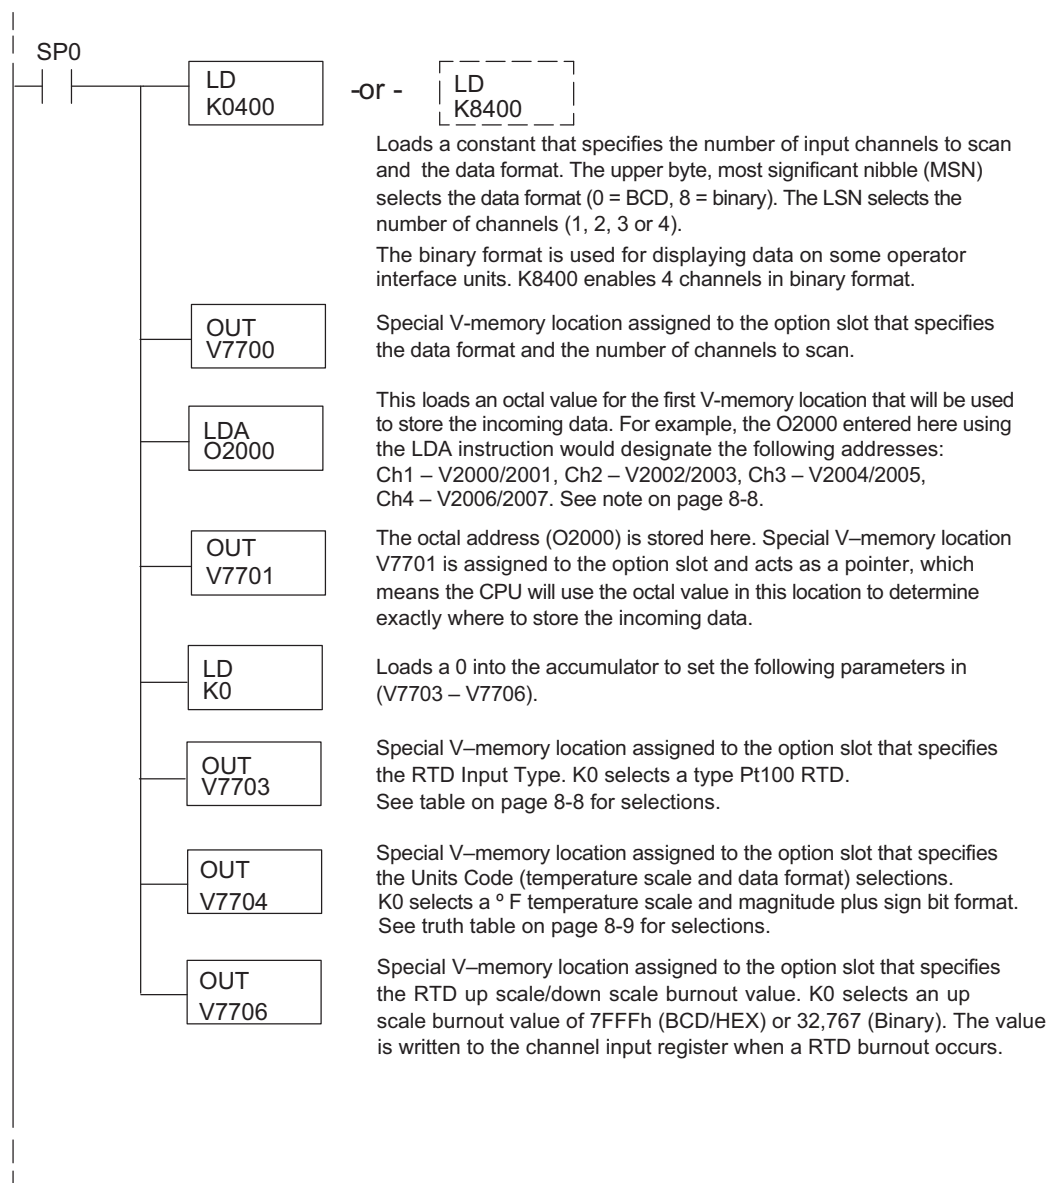 SP0
LD
K0400
-or -
LD
K8400
Loads a constant that specifies the number of input channels to scan
and the data format. The upper byte, most significant nibble (MSN)
selects the data format (0 = BCD, 8 = binary). The LSN selects the
number of channels (1, 2, 3 or 4).
The binary format is used for displaying data on some operator
interface units. K8400 enables 4 channels in binary format.
OUT
V7700
Special V-memory location assigned to the option slot that specifies
the data format and the number of channels to scan.
LDA
O2000
This loads an octal value for the first V-memory location that will be used
to store the incoming data. For example, the O2000 entered here using
the LDA instruction would designate the following addresses:
Ch1 – V2000/2001, Ch2 – V2002/2003, Ch3 – V2004/2005,
Ch4 – V2006/2007. See note on page 8-8.
OUT
V7701
The octal address (O2000) is stored here. Special V–memory location
V7701 is assigned to the option slot and acts as a pointer, which
means the CPU will use the octal value in this location to determine
exactly where to store the incoming data.
LD
K0
Loads a 0 into the accumulator to set the following parameters in
(V7703 – V7706).
OUT
V7703
Special V–memory location assigned to the option slot that specifies
the RTD Input Type. K0 selects a type Pt100 RTD.
See table on page 8-8 for selections.
OUT
V7704
Special V–memory location assigned to the option slot that specifies
the Units Code (temperature scale and data format) selections.
K0 selects a º F temperature scale and magnitude plus sign bit format.
See truth table on page 8-9 for selections.
OUT
V7706
Special V–memory location assigned to the option slot that specifies
the RTD up scale/down scale burnout value. K0 selects an up
scale burnout value of 7FFFh (BCD/HEX) or 32,767 (Binary). The value
is written to the channel input register when a RTD burnout occurs.